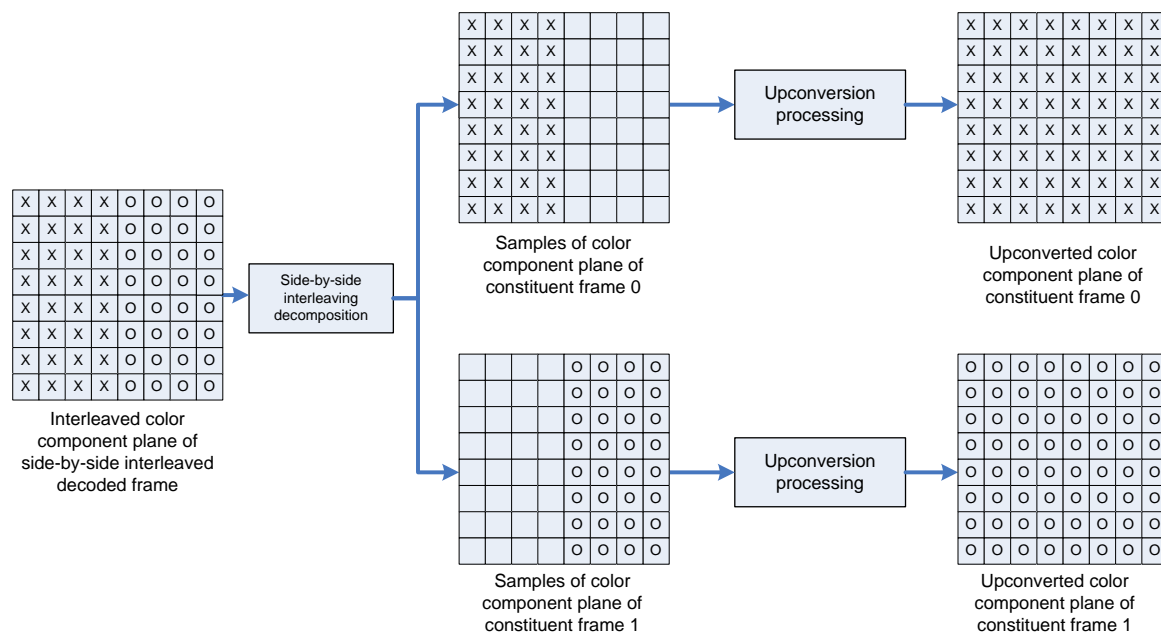 X X X X
X X X X
X X X X
X X X X
X X X X
X X X X
X X X X
X X X X
Samples of color
component plane of
constituent frame 0
Upconversion
processing
X X X X X X X X
X X X X X X X X
X X X X X X X X
X X X X X X X X
X X X X X X X X
X X X X X X X X
X X X X X X X X
X X X X X X X X
Upconverted color
component plane of
constituent frame 0
X X X X O O O O
X X X X O O O O
X X X X O O O O
X X X X O O O O
X X X X O O O O
X X X X O O O O
X X X X O O O O
X X X X O O O O
Interleaved color
component plane of
side-by-side interleaved
decoded frame
Side-by-side
interleaving
decomposition
O O O O
O O O O
O O O O
O O O O
O O O O
O O O O
O O O O
O O O O
Samples of color
component plane of
constituent frame 1
Upconversion
processing
O O O O O O O O
O O O O O O O O
O O O O O O O O
O O O O O O O O
O O O O O O O O
O O O O O O O O
O O O O O O O O
O O O O O O O O
Upconverted color
component plane of
constituent frame 1